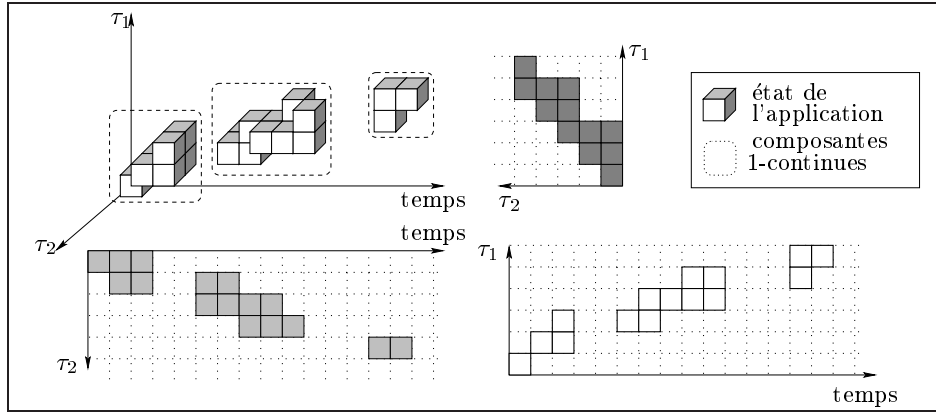 τ1
temps
τ2
τ1
τ2
état de
l'application
composantes
1-continues
temps
τ2
τ1
temps